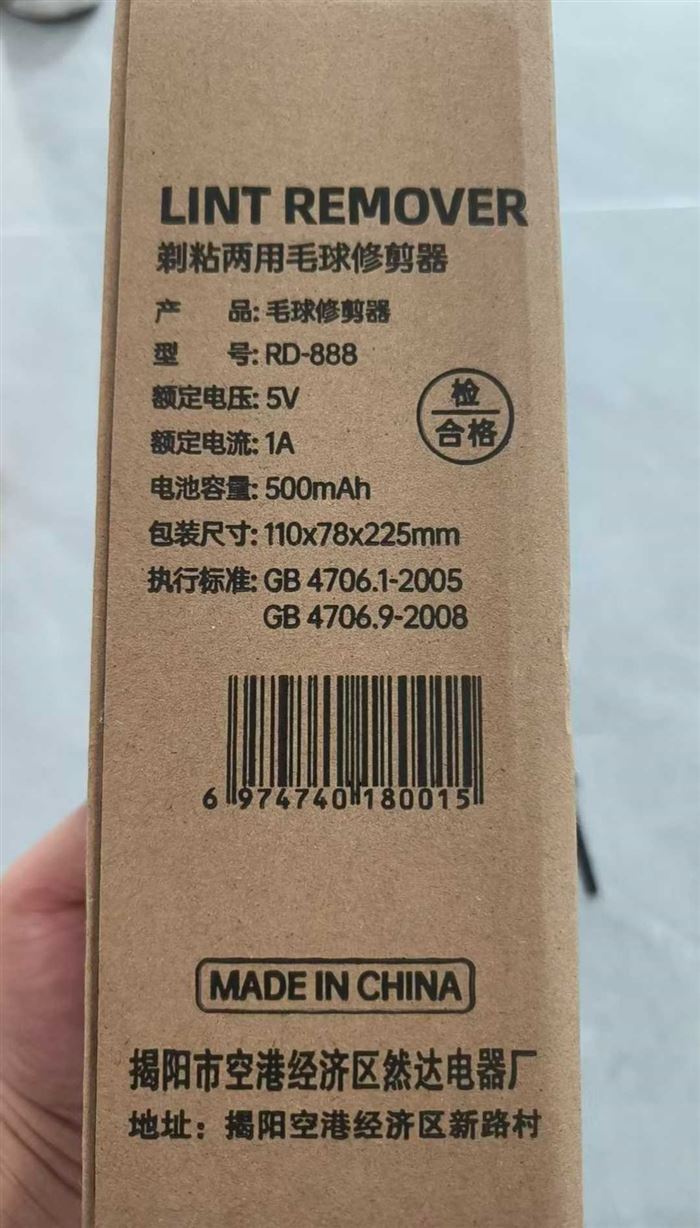 LINT REMOVER
剃粘两用毛球修剪器
产 品: 毛球修剪器
型 号: RD-888
额定电压: 5V
额定电流: 1A
电池容量: 500mAh
包装尺寸: 110x78x225mm
执行标准: GB 4706.1-2005
GB 4706.9-2008
检
合格
6 974740 180015
MADE IN CHINA
揭阳市空港经济区然达电器厂
地址：揭阳空港经济区新路村